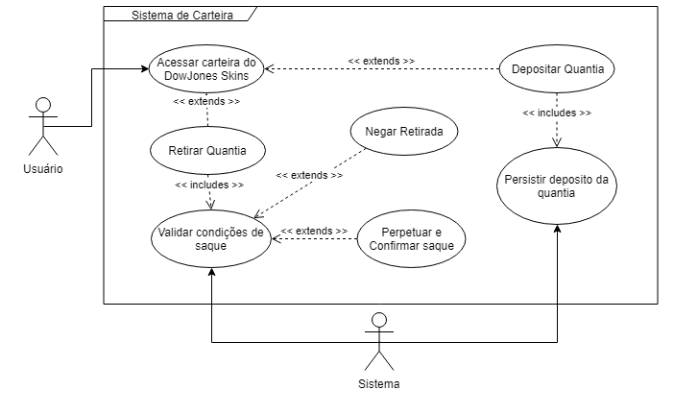 Sistema de Carteira
Acessar carteira do
DowJones Skins
<< extends >>
Depositar Quantia
<< extends >>
<< includes >>
Negar Retirada
Retirar Quantia
<< extends >>
<< includes >>
Persistir deposito da
quantia
Usuário
Validar condições de
saque
<< extends >>
Perpetuar e
Confirmar saque
Sistema